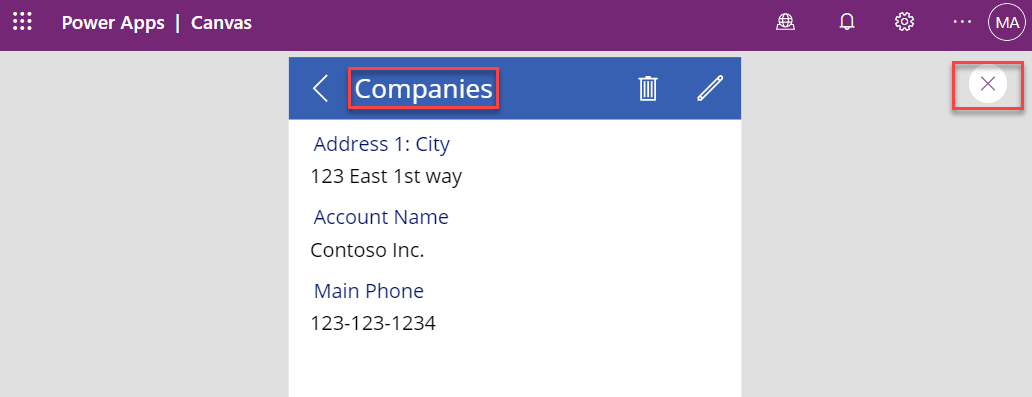 Power Apps | Canvas
MA
Companies
Address 1: City
123 East 1st way
Account Name
Contoso Inc.
Main Phone
123-123-1234